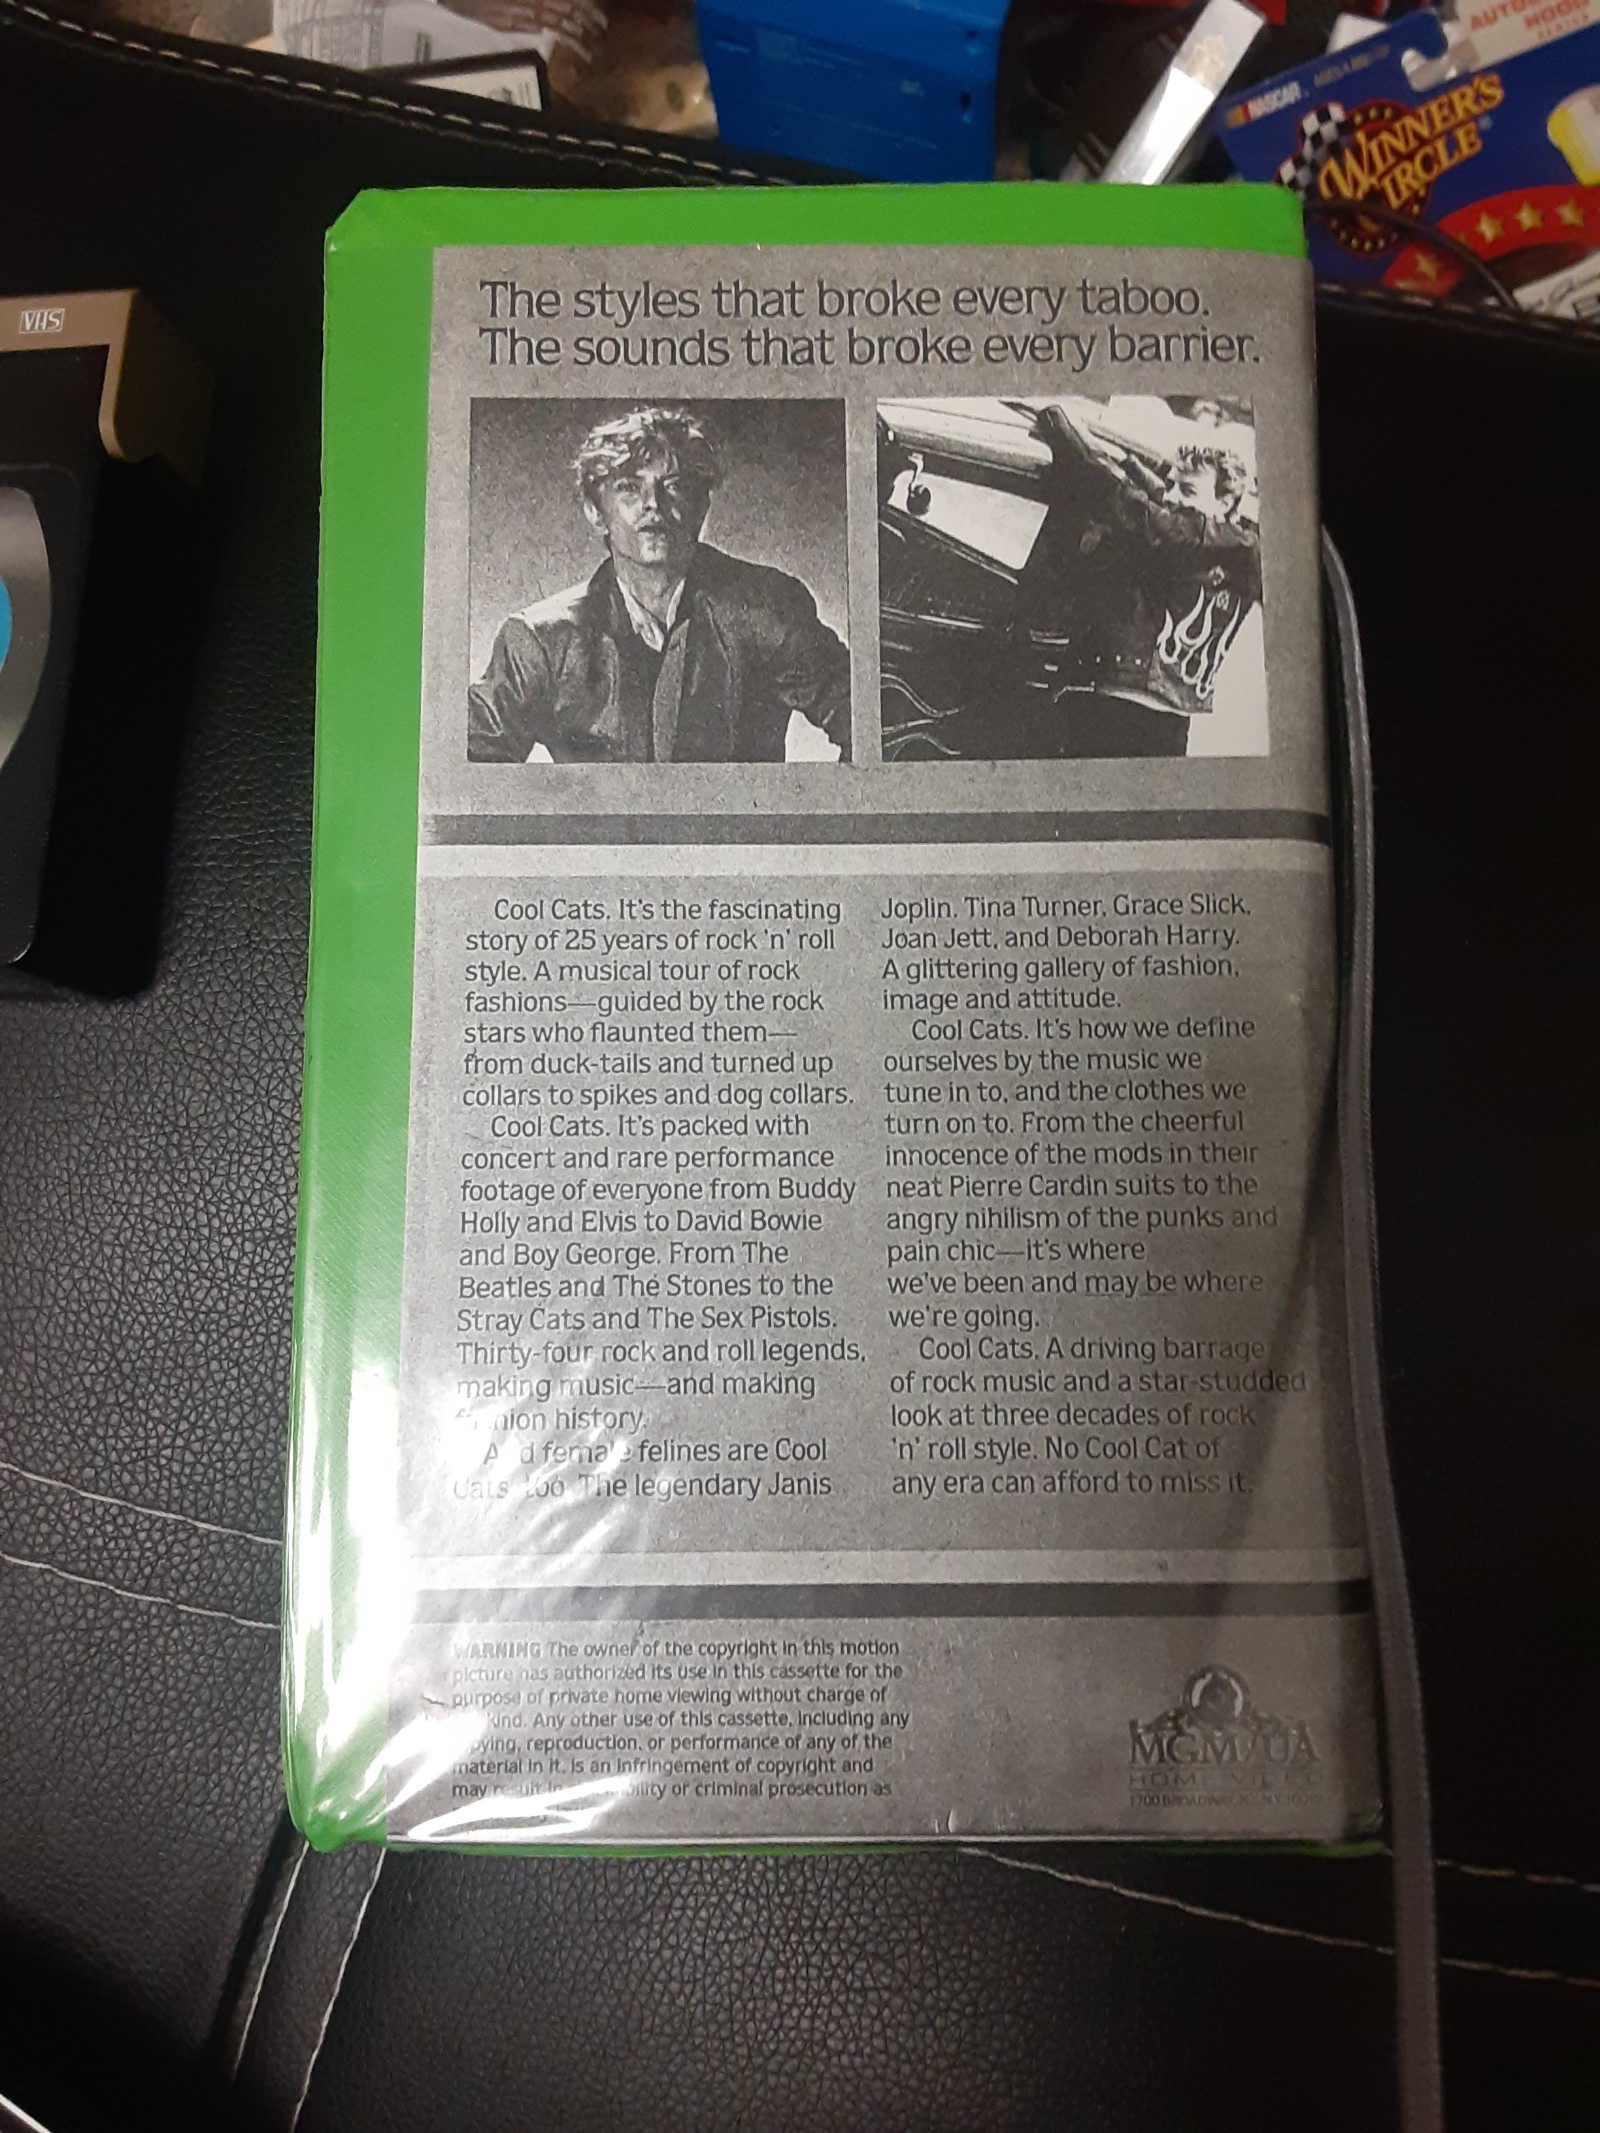 NASCAR
WINNER'S
CIRCLE
VHS
The styles that broke every taboo.
The sounds that broke every barrier.
Cool Cats. It's the fascinating
story of 25 years of rock 'n' roll
style. A musical tour of rock
fashions—guided by the rock
stars who flaunted them—
from duck-tails and turned up
collars to spikes and dog collars.
Cool Cats. It's packed with
concert and rare performance
footage of everyone from Buddy
Holly and Elvis to David Bowie
and Boy George. From The
Beatles and The Stones to the
Stray Cats and The Sex Pistols.
Thirty-four rock and roll legends,
making music—and making
history.
female felines are Cool
Cats too. The legendary Janis
Joplin, Tina Turner, Grace Slick,
Joan Jett, and Deborah Harry.
A glittering gallery of fashion,
image and attitude.
Cool Cats. It's how we define
ourselves by the music we
tune in to, and the clothes we
turn on to. From the cheerful
innocence of the mods in their
neat Pierre Cardin suits to the
angry nihilism of the punks and
pain chic—it's where
we've been and may be where
we're going.
Cool Cats. A driving barrage
of rock music and a star-studded
look at three decades of rock
'n' roll style. No Cool Cat of
any era can afford to miss it.
WARNING The owner of the copyright in this motion
picture has authorized its use in this cassette for the
purpose of private home viewing without charge of
kind. Any other use of this cassette, including any
reproduction, or performance of any of the
material in it, is an infringement of copyright and
may result in or criminal prosecution as
MGM/UA
HOME VIDEO
1700 BROADWAY